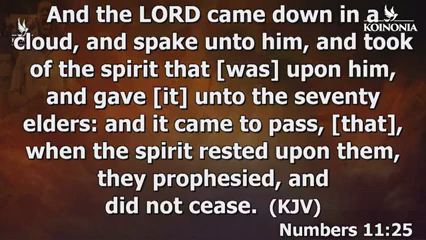 And the LORD came down in a
KOINONIA
cloud, and spake unto him, and took
of the spirit that [was] upon him,
and gave [it] unto the seventy
elders: and it came to pass, [that],
when the spirit rested upon them,
they prophesied, and
did not cease. (KJV)
Numbers 11:25